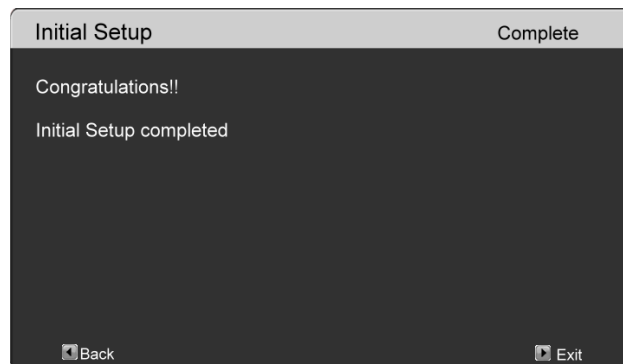 Initial Setup Complete
Congratulations!!
Initial Setup completed
Back Exit